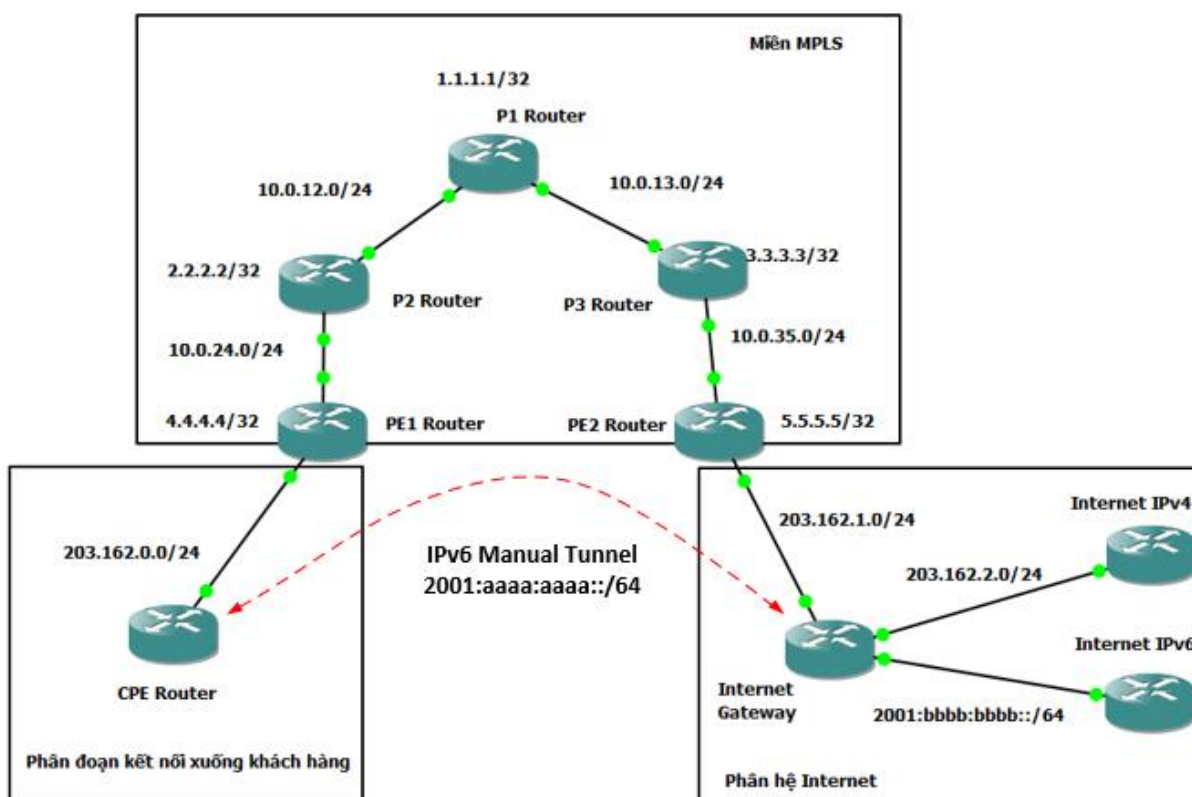 Miền MPLS
1.1.1.1/32
P1 Router
10.0.12.0/24
10.0.13.0/24
2.2.2.2/32
3.3.3.3/32
P2 Router
P3 Router
10.0.24.0/24
10.0.35.0/24
4.4.4.4/32
PE1 Router
PE2 Router
5.5.5.5/32
203.162.0.0/24
IPv6 Manual Tunnel
2001:aaaa:aaaa::/64
203.162.1.0/24
Internet IPv4
203.162.2.0/24
CPE Router
Internet
Gateway
Internet IPv6
2001:bbbb:bbbb::/64
Phân đoạn kết nối xuống khách hàng
Phân hệ Internet